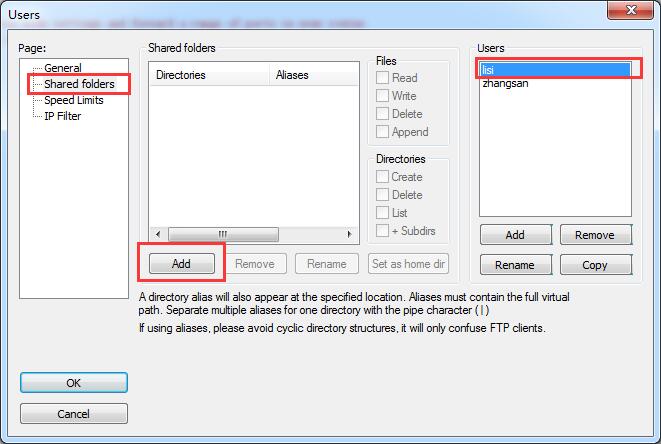 Users
Page:
General
Shared folders
Speed Limits
IP Filter
Shared folders
Directories
Aliases
Files
Read
Write
Delete
Append
Directories
Create
Delete
List
+ Subdirs
Add
Remove
Rename
Set as home dir
Users
lisi
zhangsan
Add
Remove
Rename
Copy
A directory alias will also appear at the specified location. Aliases must contain the full virtual
path. Separate multiple aliases for one directory with the pipe character ( | )
If using aliases, please avoid cyclic directory structures, it will only confuse FTP clients.
OK
Cancel